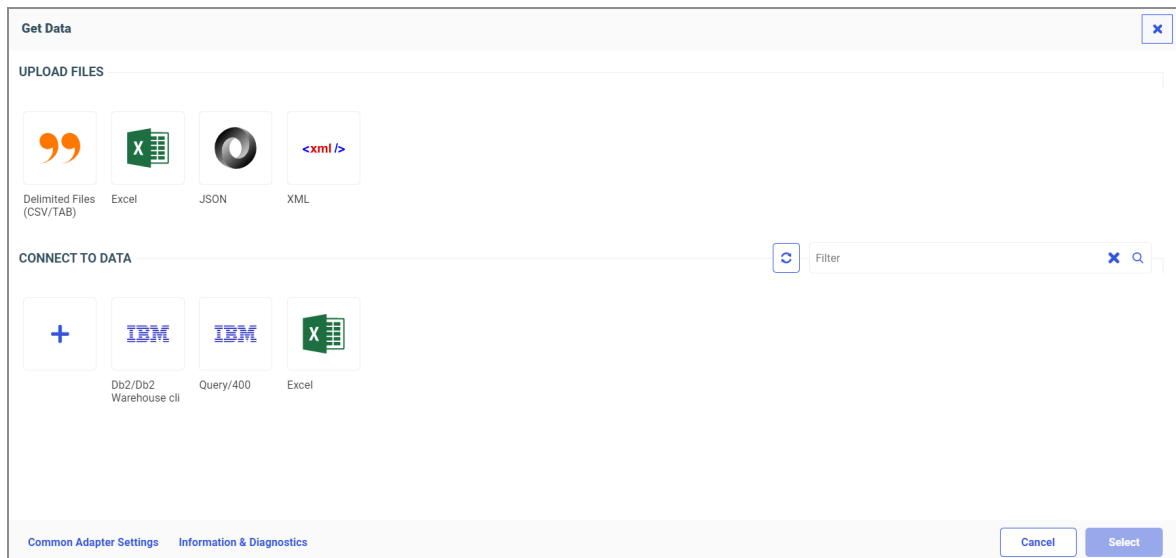 Get Data
UPLOAD FILES
<xml />
Delimited Files
(CSV/TAB)
Excel
JSON
XML
CONNECT TO DATA
Filter
IBM
IBM
Db2/Db2
Warehouse cli
Query/400
Excel
Common Adapter Settings
Information & Diagnostics
Cancel
Select